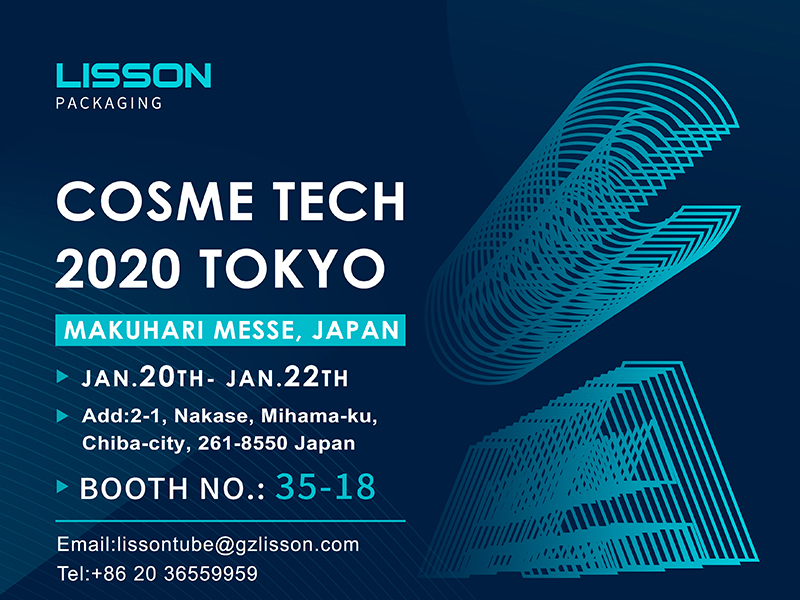 LISSON
PACKAGING
COSME TECH
2020 TOKYO
MAKUHARI MESSE, JAPAN
JAN.20TH- JAN.22TH
Add:2-1, Nakase, Mihama-ku,
Chiba-city, 261-8550 Japan
BOOTH NO.: 35-18
Email:lissontube@gzlisson.com
Tel:+86 20 36559959